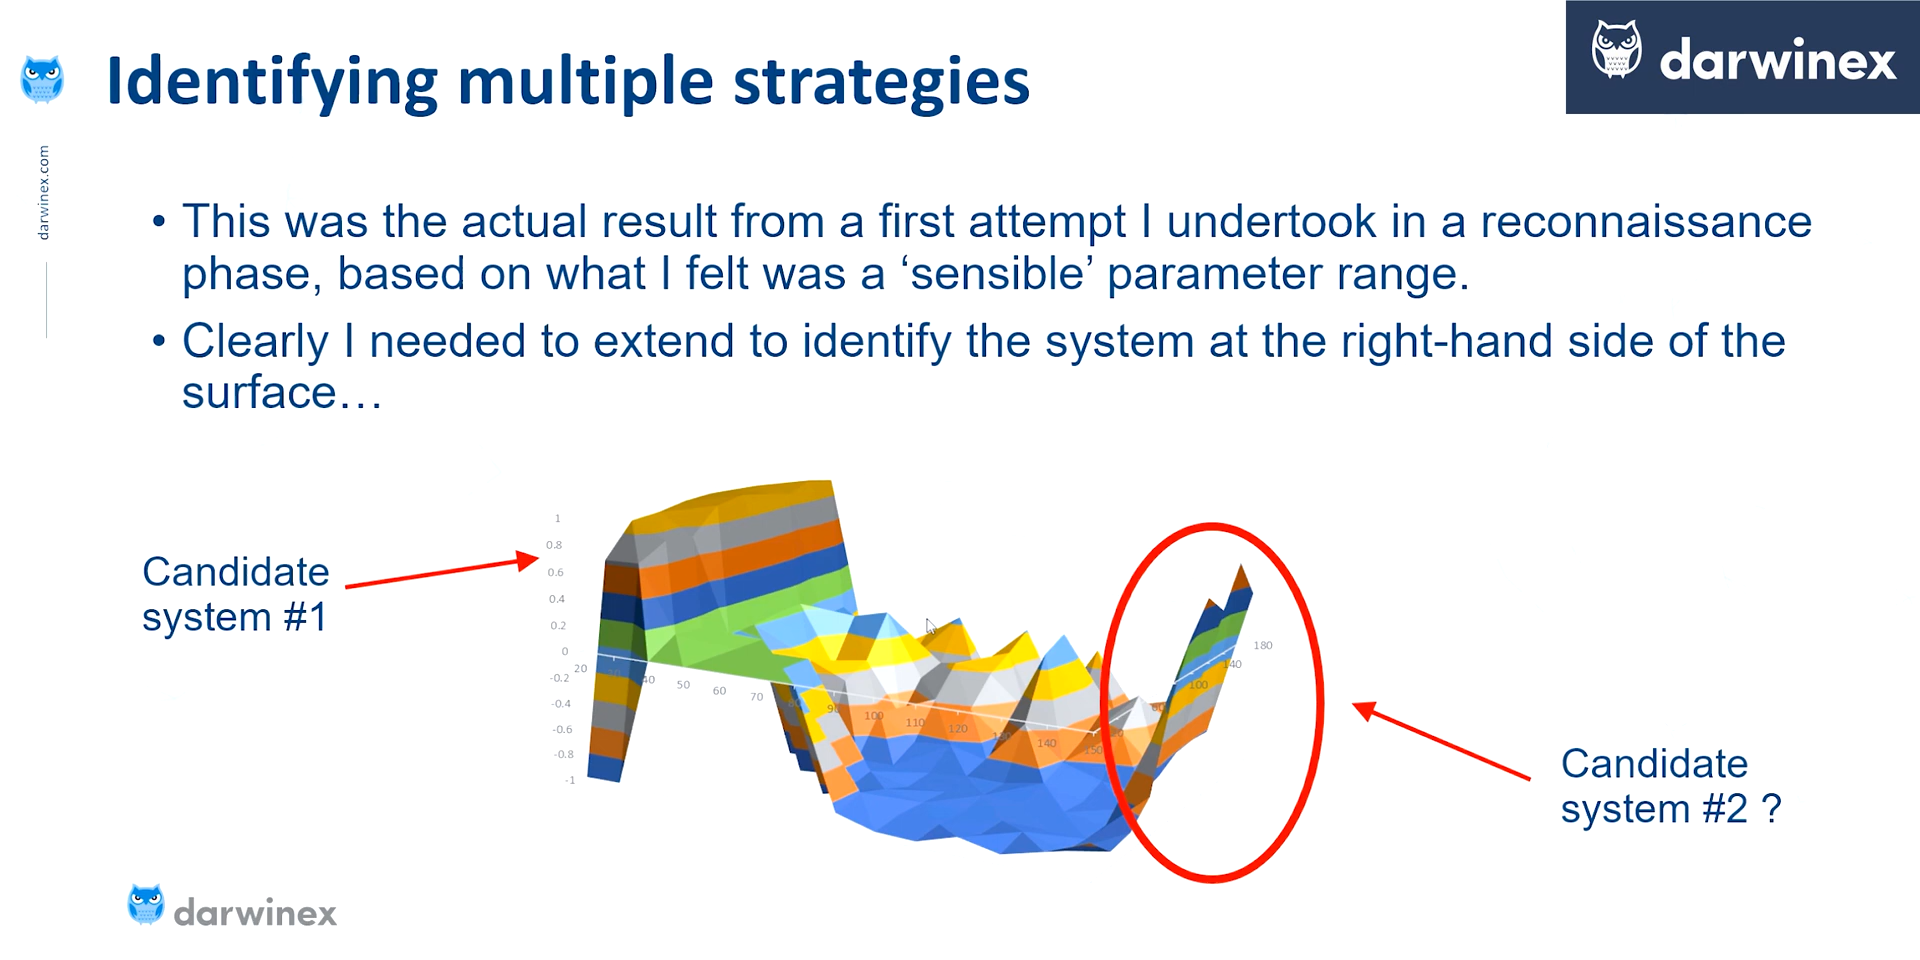 Identifying multiple strategies
darwinex
darwinex.com
• This was the actual result from a first attempt I undertook in a reconnaissance
phase, based on what I felt was a ‘sensible’ parameter range.
• Clearly I needed to extend to identify the system at the right-hand side of the
surface…
Candidate
system #1
1
0.8
0.6
0.4
0.2
0
-0.2
-0.4
-0.6
-0.8
-1
20
40
50
60
70
80
90
100
110
120
140
150
60
100
140
180
Candidate
system #2 ?
darwinex